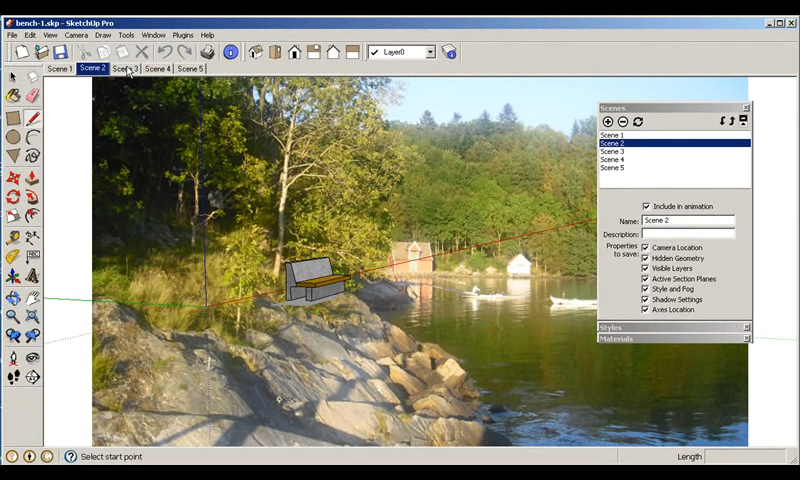 bench-1.skp - SketchUp Pro
File Edit View Camera Draw Tools Window Plugins Help
Layer0
Scene 1 Scene 2 Scene 3 Scene 4 Scene 5
Scenes
Scene 1
Scene 2
Scene 3
Scene 4
Scene 5
Include in animation
Name: Scene 2
Description:
Properties to save:
Camera Location
Hidden Geometry
Visible Layers
Active Section Planes
Style and Fog
Shadow Settings
Axes Location
Styles
Materials
Select start point
Length